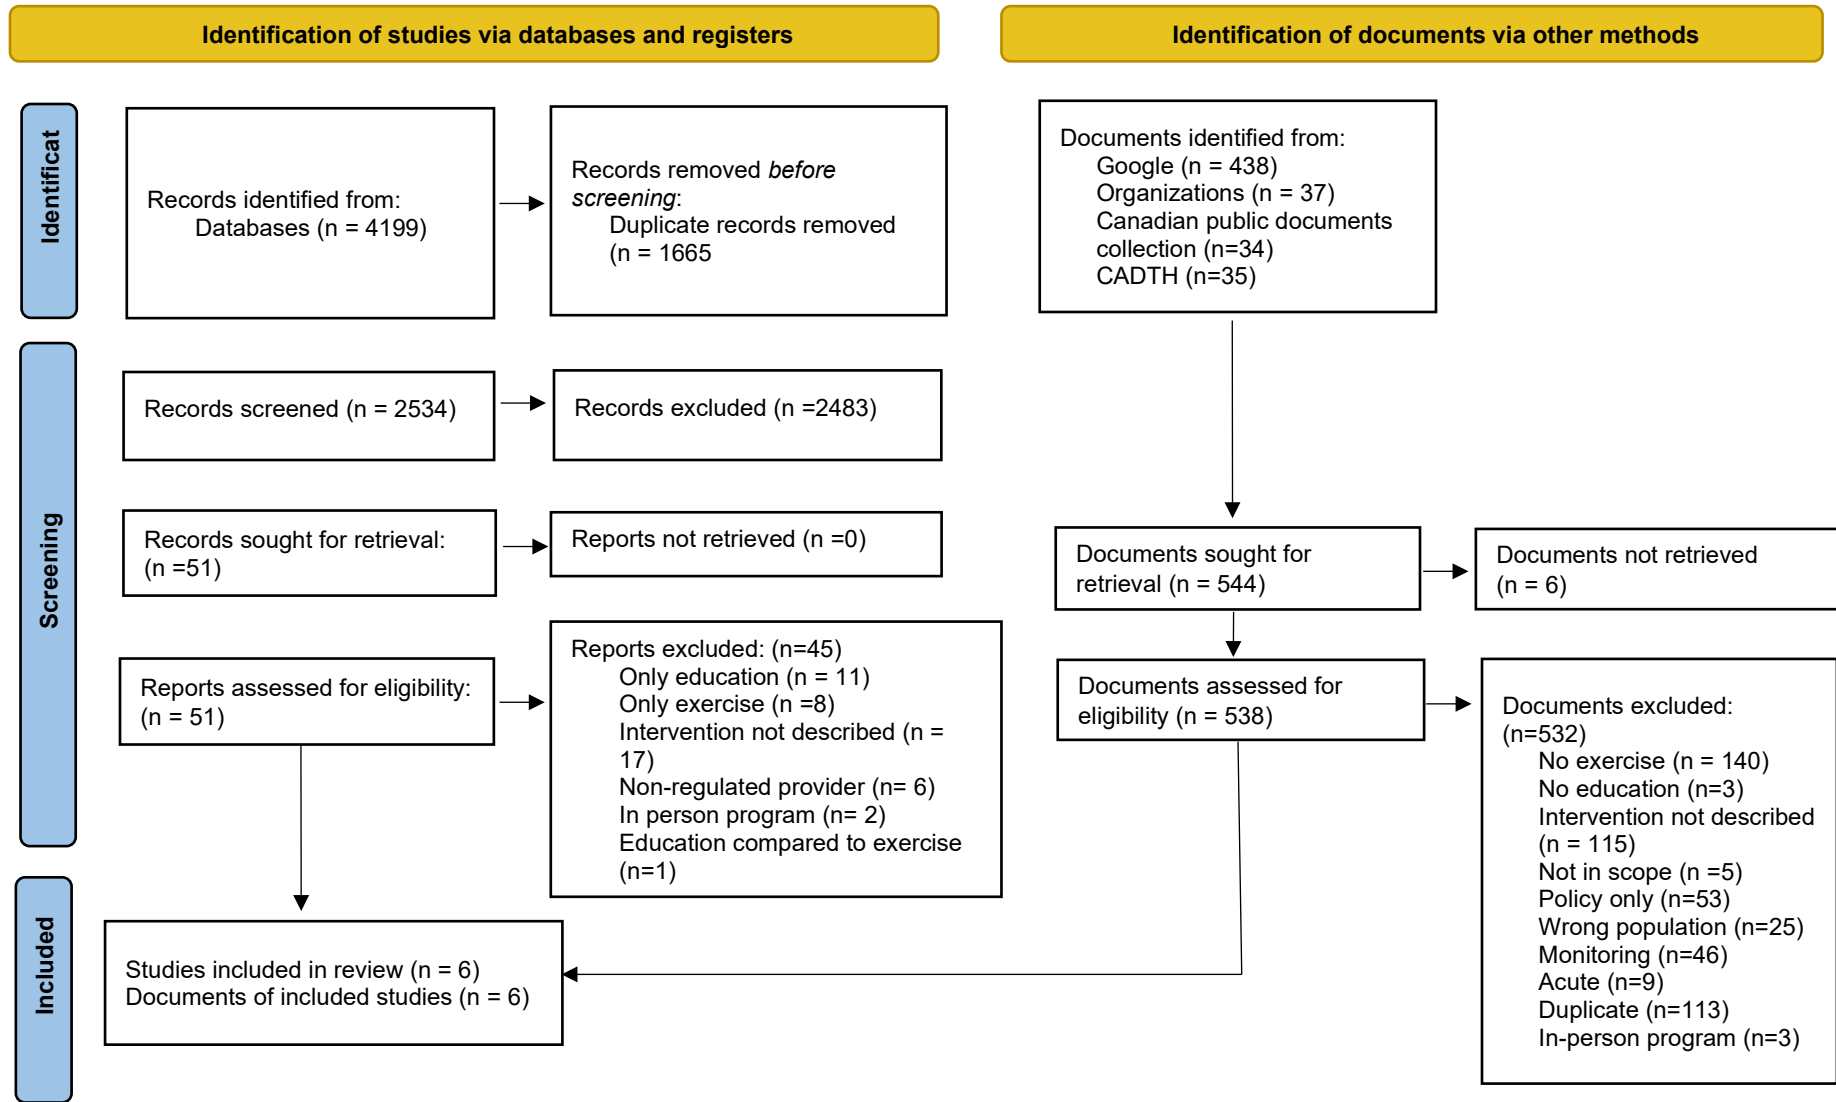 Identification of studies via databases and registers
Identification of documents via other methods
Identificat
Records identified from:
Databases (n = 4199)
Records removed before
screening:
Duplicate records removed
(n = 1665
Documents identified from:
Google (n = 438)
Organizations (n = 37)
Canadian public documents
collection (n=34)
CADTH (n=35)
Screening
Records screened (n = 2534)
Records excluded (n =2483)
Records sought for retrieval:
(n =51)
Reports not retrieved (n =0)
Documents sought for
retrieval (n = 544)
Documents not retrieved
(n = 6)
Reports assessed for eligibility:
(n = 51)
Reports excluded: (n=45)
Only education (n = 11)
Only exercise (n =8)
Intervention not described (n =
17)
Non-regulated provider (n= 6)
In person program (n= 2)
Education compared to exercise
(n=1)
Documents assessed for
eligibility (n = 538)
Documents excluded:
(n=532)
No exercise (n = 140)
No education (n=3)
Intervention not described
(n = 115)
Not in scope (n =5)
Policy only (n=53)
Wrong population (n=25)
Monitoring (n=46)
Acute (n=9)
Duplicate (n=113)
In-person program (n=3)
Included
Studies included in review (n = 6)
Documents of included studies (n = 6)